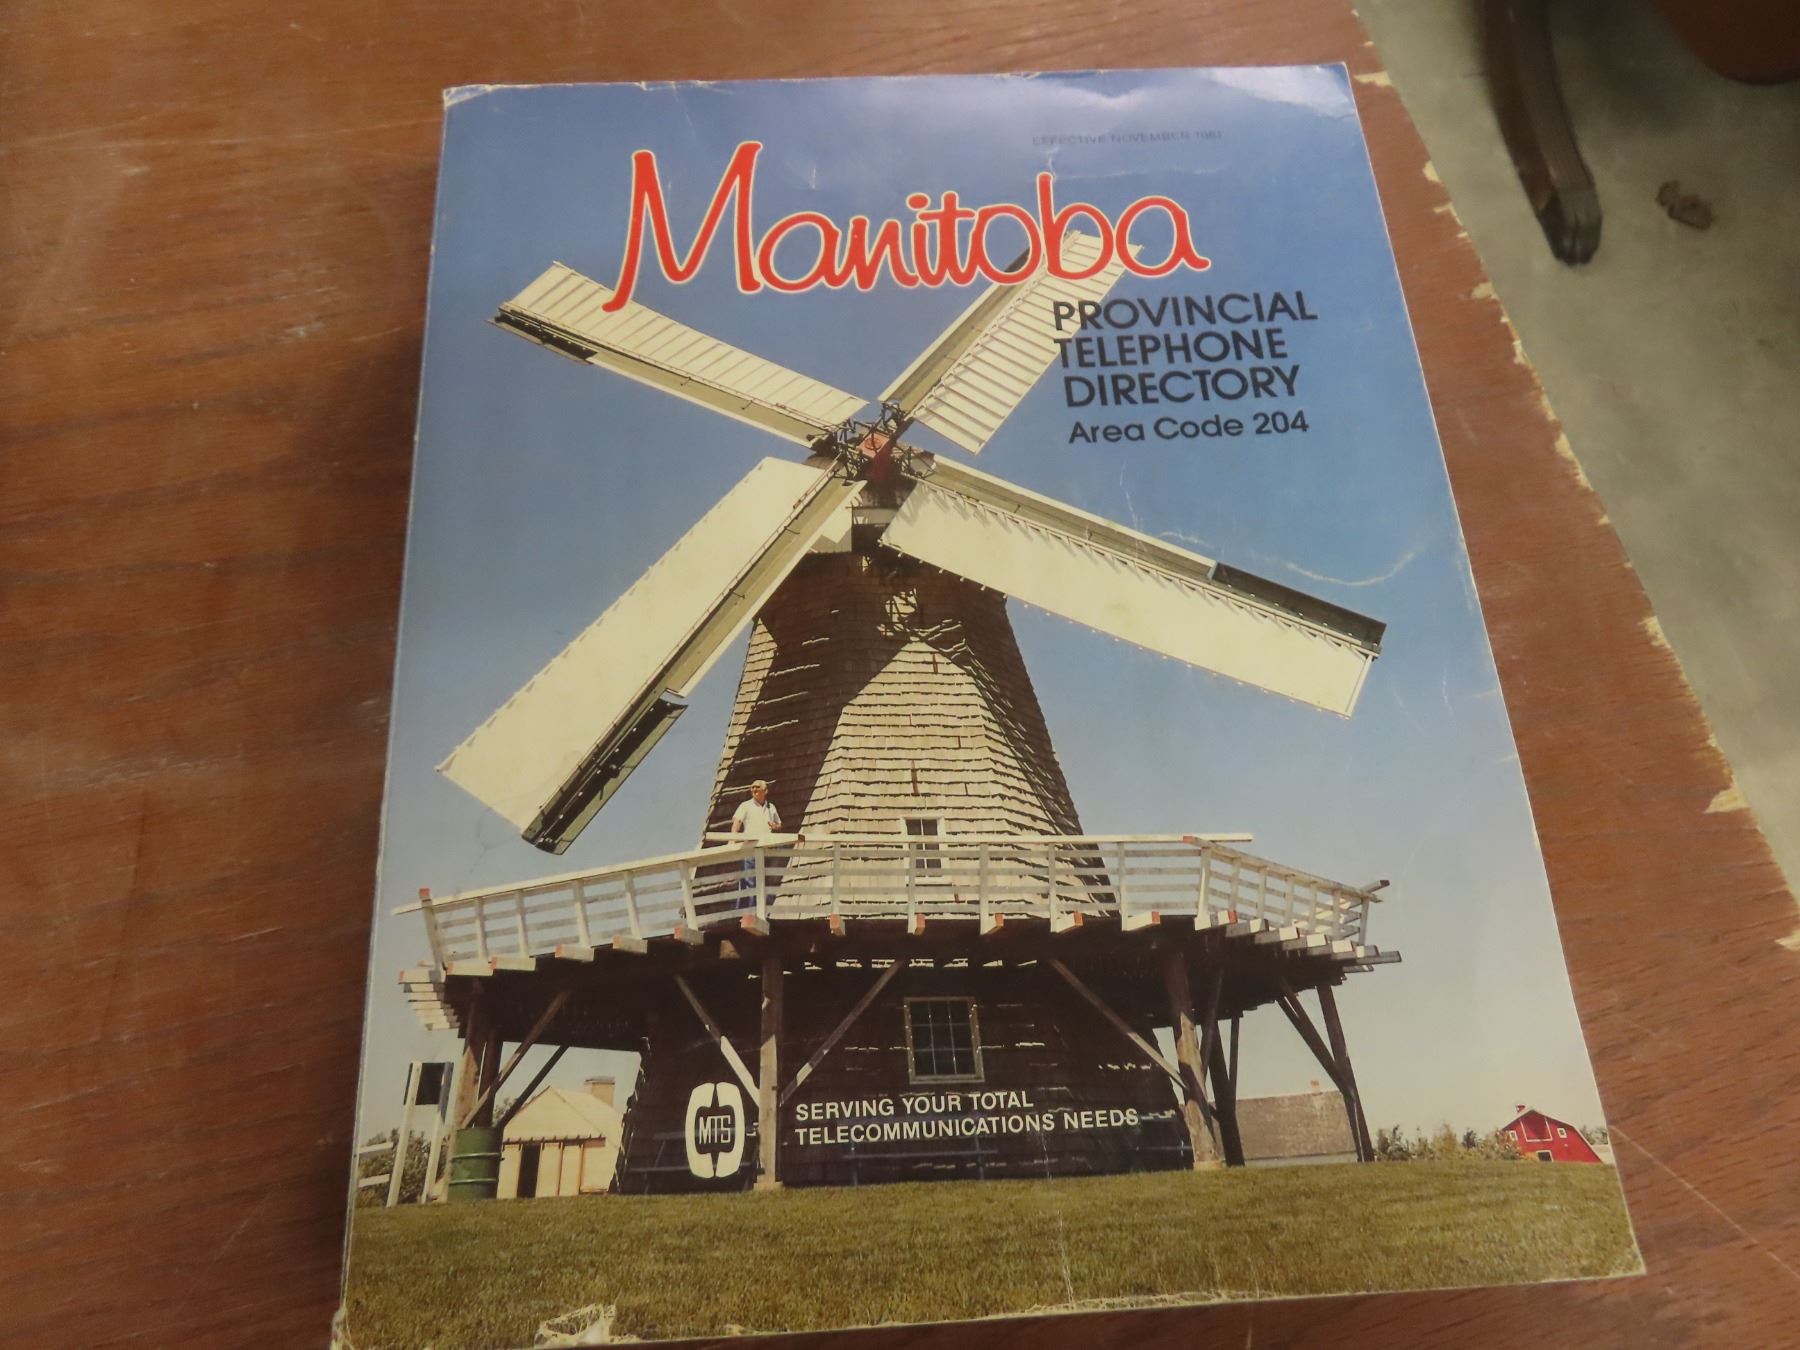 EFFECTIVE NOVEMBER 1981
Manitoba
PROVINCIAL
TELEPHONE
DIRECTORY
Area Code 204
MTS
SERVING YOUR TOTAL
TELECOMMUNICATIONS NEEDS